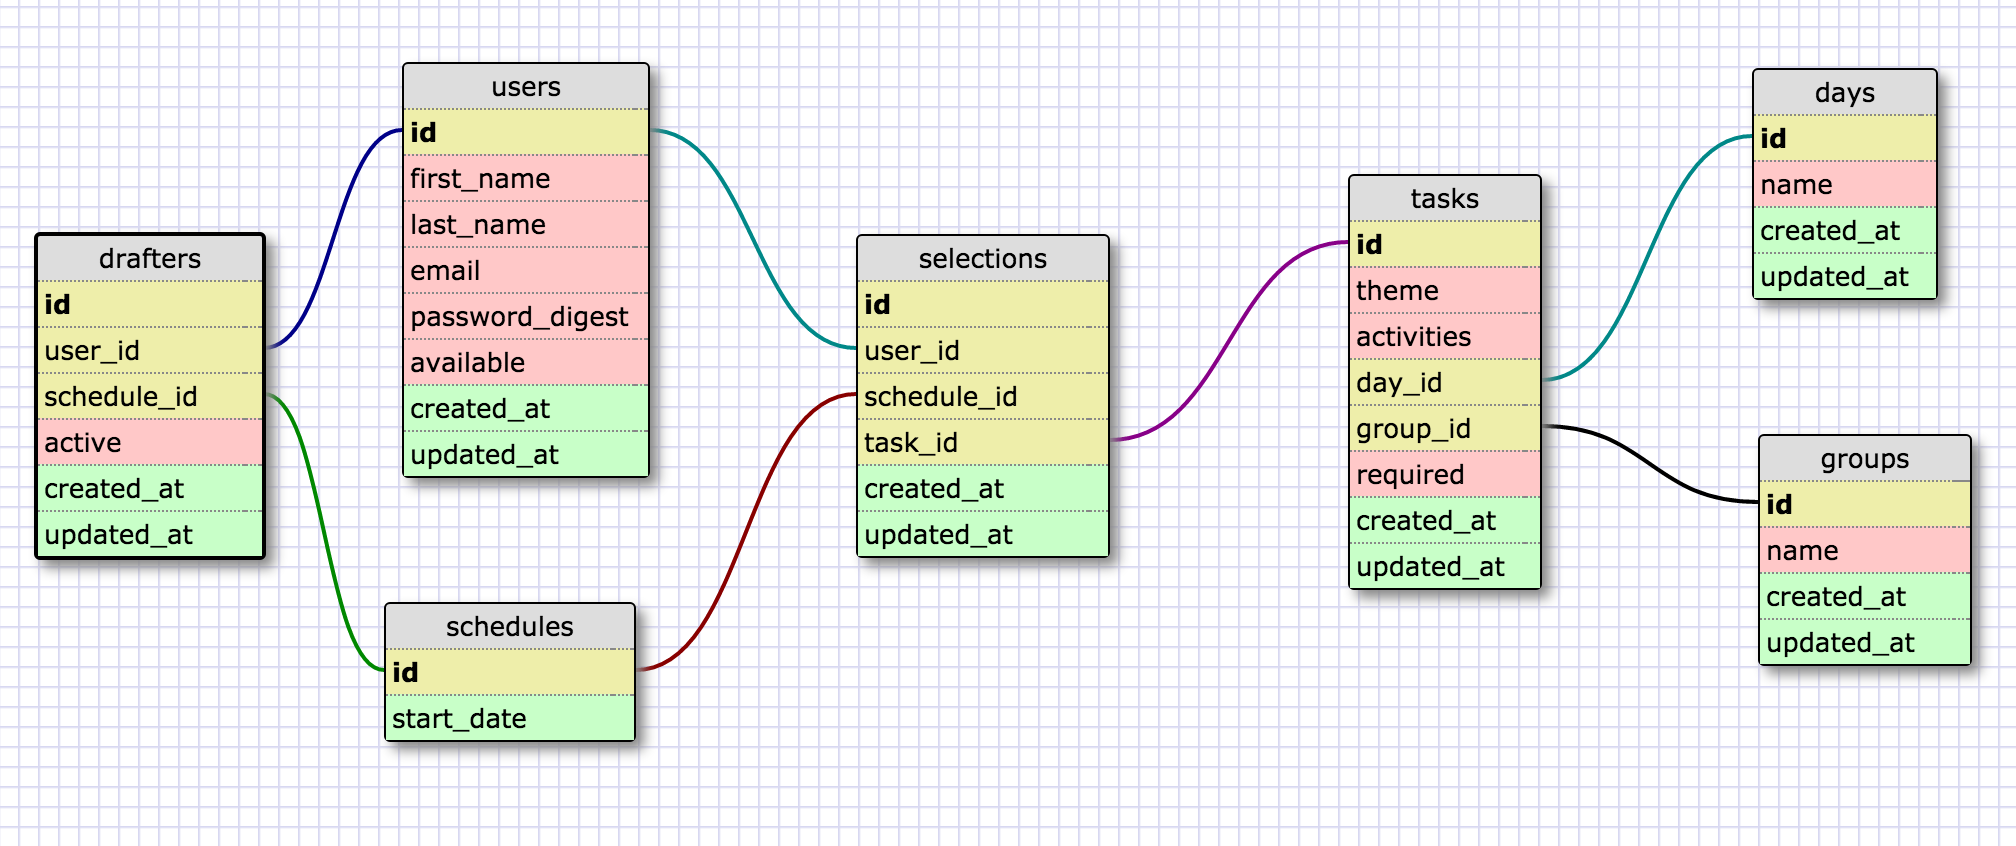 drafters
id
user_id
schedule_id
active
created_at
updated_at
users
id
first_name
last_name
email
password_digest
available
created_at
updated_at
schedules
id
start_date
selections
id
user_id
schedule_id
task_id
created_at
updated_at
tasks
id
theme
activities
day_id
group_id
required
created_at
updated_at
days
id
name
created_at
updated_at
groups
id
name
created_at
updated_at